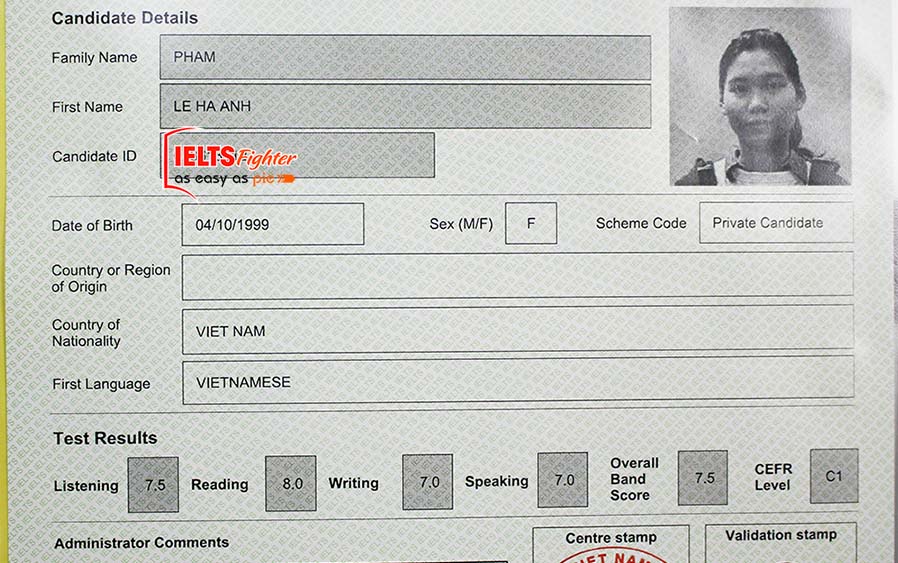 Candidate Details
Family Name PHAM
First Name LE HA ANH
Candidate ID
IELTS Fighter
as easy as pie
Date of Birth 04/10/1999 Sex (M/F) F Scheme Code Private Candidate
Country or Region
of Origin
Country of
Nationality VIET NAM
First Language VIETNAMESE
Test Results
Listening 7.5 Reading 8.0 Writing 7.0 Speaking 7.0 Overall Band Score 7.5 CEFR Level C1
Administrator Comments Centre stamp Validation stamp
VIET NAM